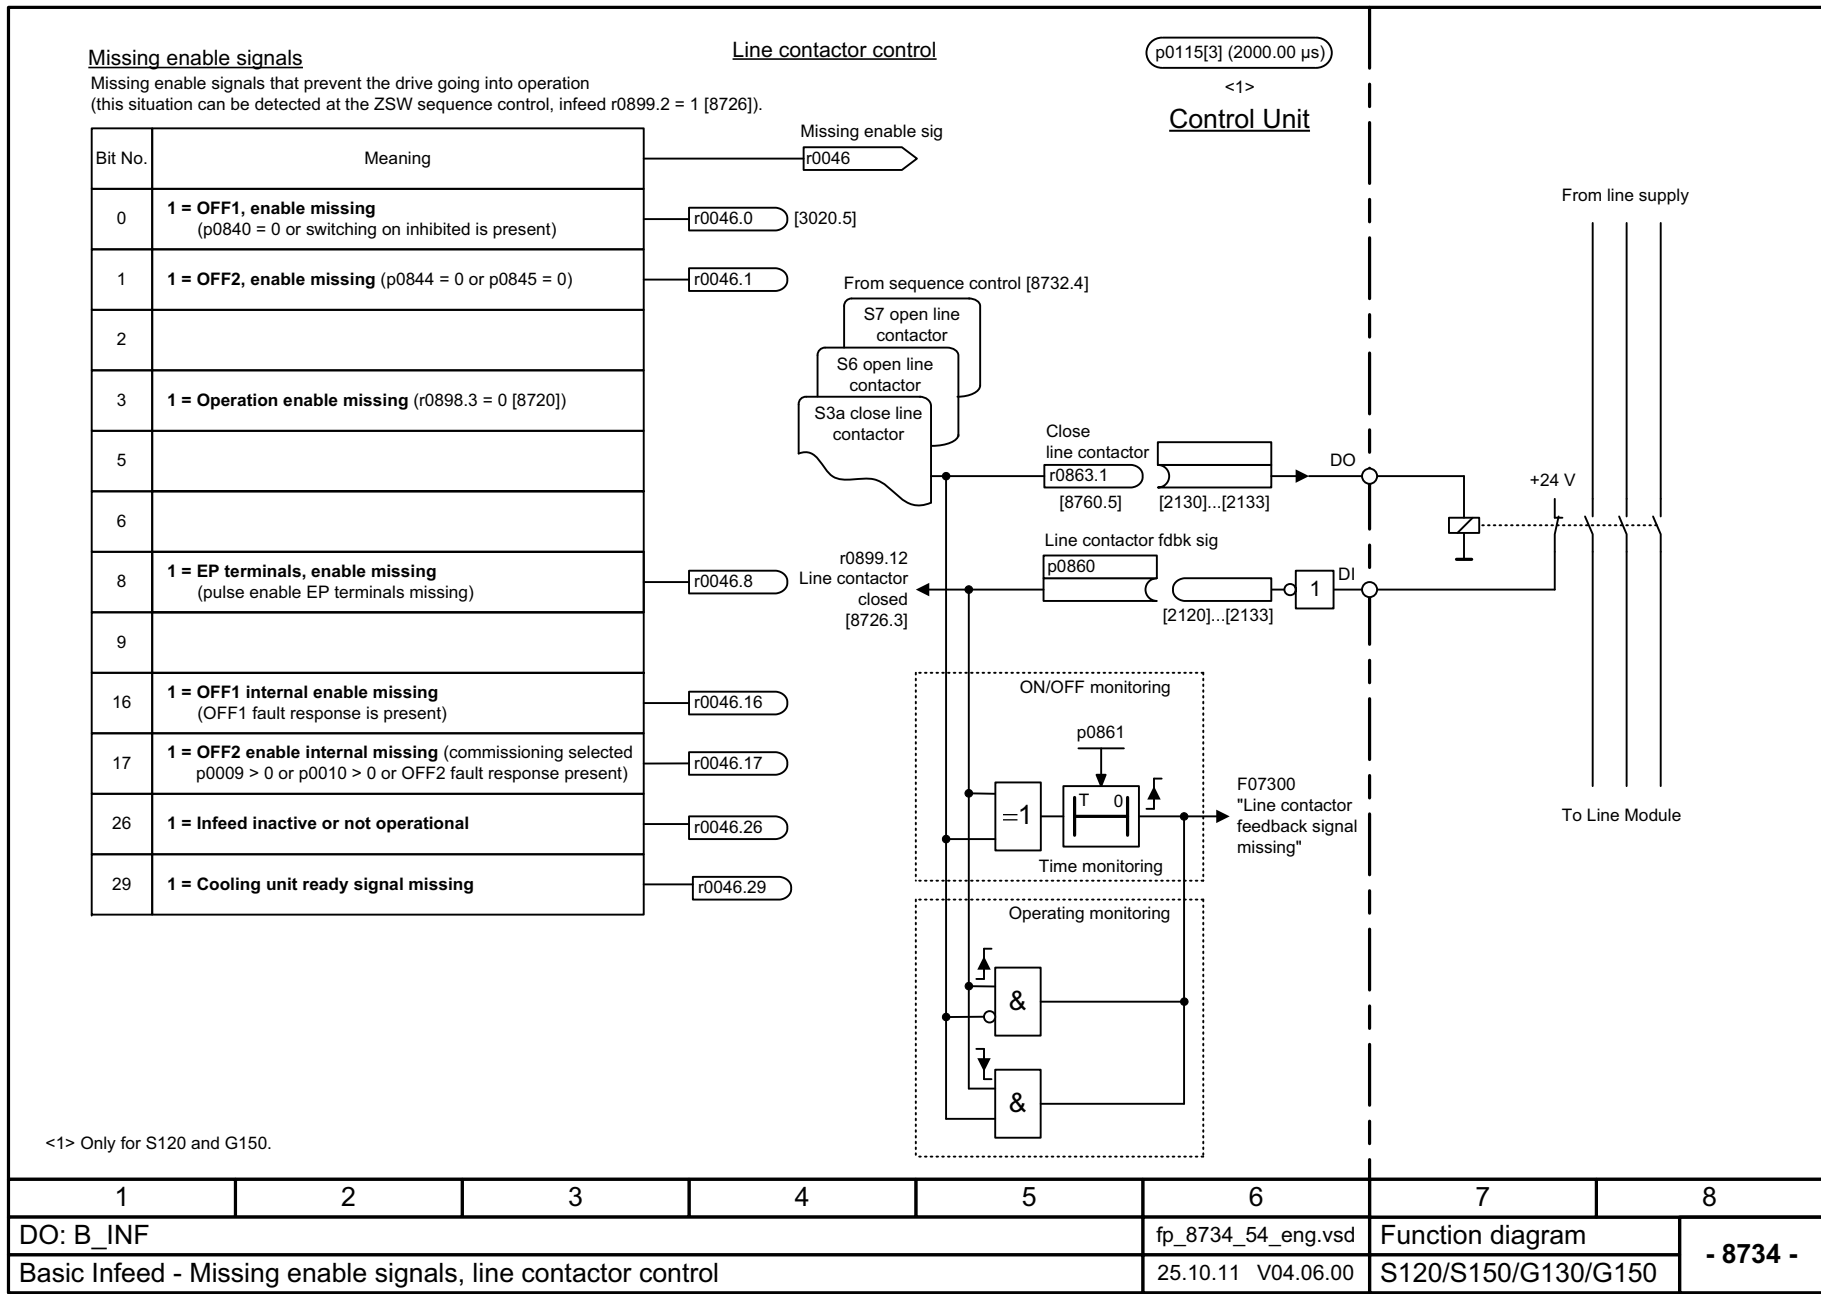 Missing enable signals
Missing enable signals that prevent the drive going into operation
(this situation can be detected at the ZSW sequence control, infeed r0899.2 = 1 [8726]).
Line contactor control
p0115[3] (2000.00 µs)
<1>
Control Unit
Bit No.
Meaning
Missing enable sig
r0046
0
1 = OFF1, enable missing
(p0840 = 0 or switching on inhibited is present)
r0046.0
[3020.5]
1
1 = OFF2, enable missing (p0844 = 0 or p0845 = 0)
r0046.1
2
3
1 = Operation enable missing (r0898.3 = 0 [8720])
5
6
8
1 = EP terminals, enable missing
(pulse enable EP terminals missing)
r0046.8
9
16
1 = OFF1 internal enable missing
(OFF1 fault response is present)
r0046.16
17
1 = OFF2 enable internal missing (commissioning selected
p0009 > 0 or p0010 > 0 or OFF2 fault response present)
r0046.17
26
1 = Infeed inactive or not operational
r0046.26
29
1 = Cooling unit ready signal missing
r0046.29
From sequence control [8732.4]
S7 open line
contactor
S6 open line
contactor
S3a close line
contactor
Close
line contactor
r0863.1
[8760.5]
[2130]...[2133]
DO
Line contactor fdbk sig
p0860
[2120]...[2133]
1
DI
r0899.12
Line contactor
closed
[8726.3]
From line supply
+24 V
To Line Module
ON/OFF monitoring
p0861
=1
T 0
Time monitoring
F07300
"Line contactor
feedback signal
missing"
Operating monitoring
&
&
<1> Only for S120 and G150.
1 2 3 4 5 6 7 8
DO: B_INF
fp_8734_54_eng.vsd
Function diagram
- 8734 -
Basic Infeed - Missing enable signals, line contactor control
25.10.11 V04.06.00
S120/S150/G130/G150